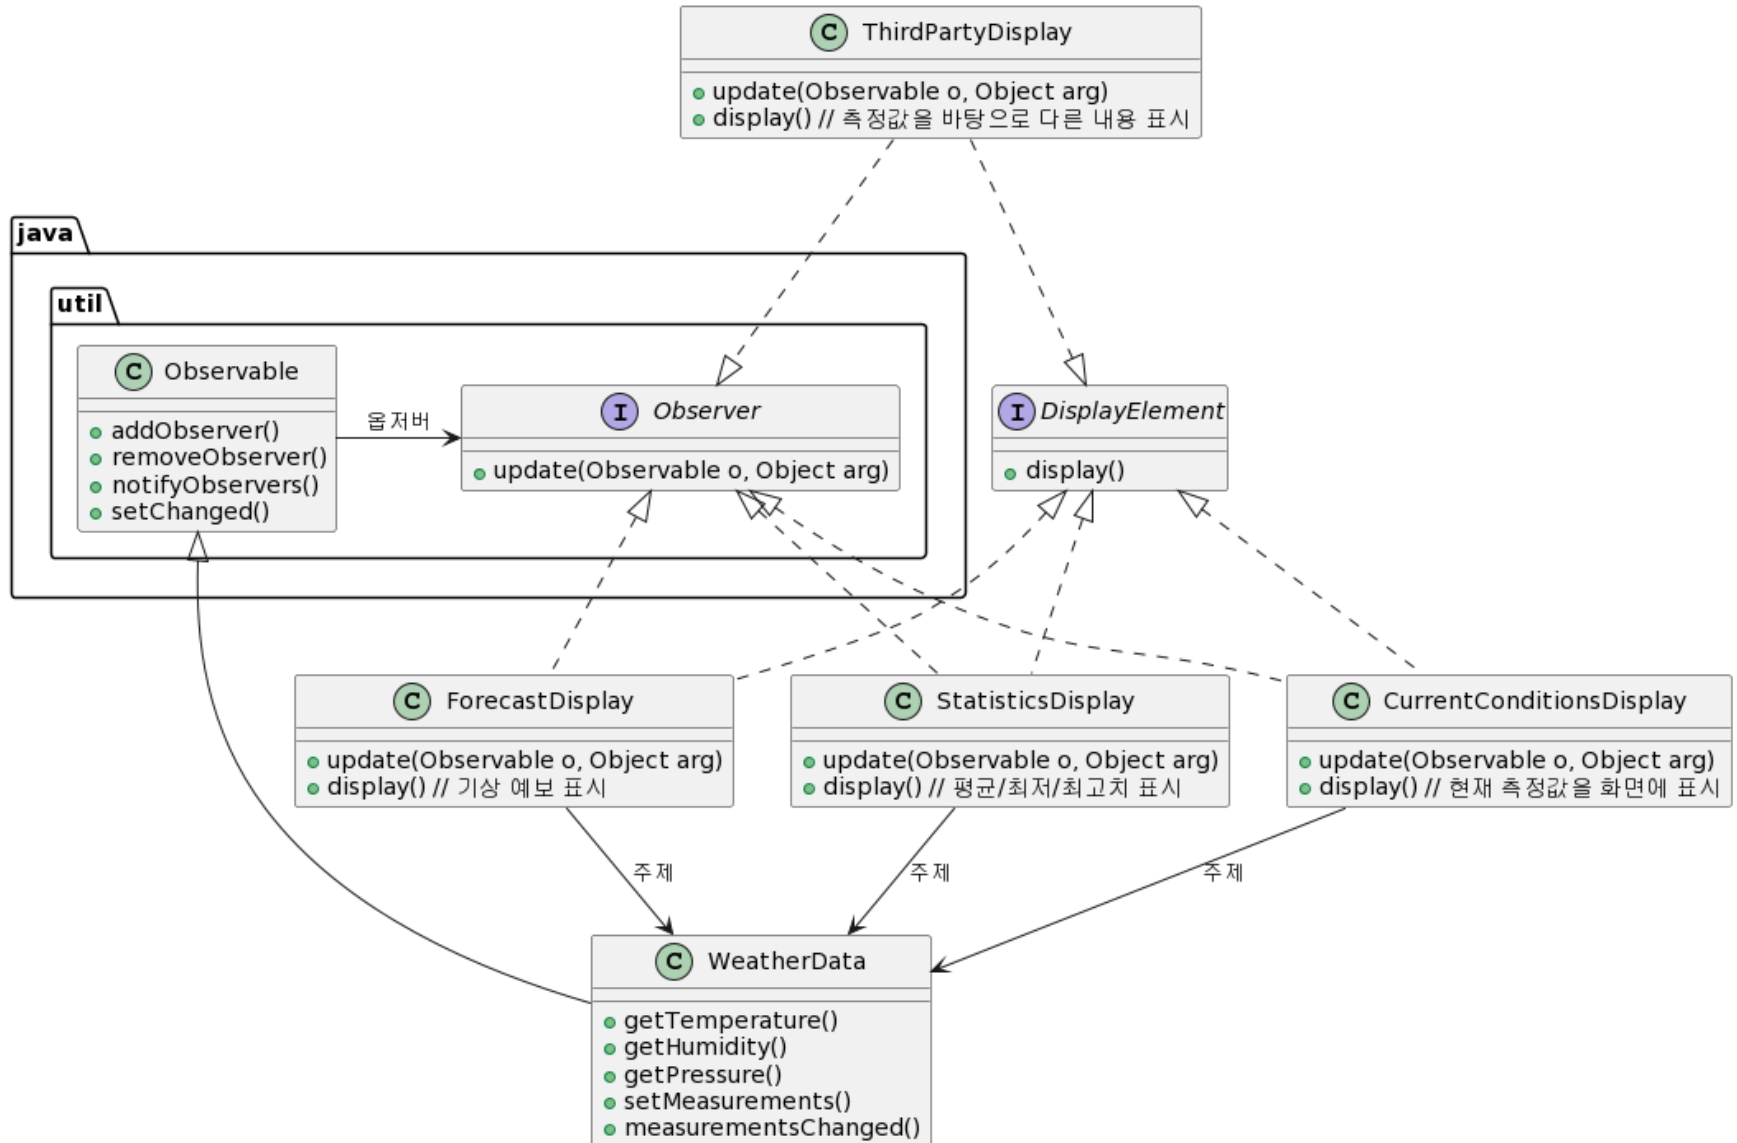 C ThirdPartyDisplay
update(Observable o, Object arg)
display() // 측정값을 바탕으로 다른 내용 표시
java
util
C Observable
addObserver()
removeObserver()
notifyObservers()
setChanged()
옵저버
I Observer
update(Observable o, Object arg)
I DisplayElement
display()
C ForecastDisplay
update(Observable o, Object arg)
display() // 기상 예보 표시
C StatisticsDisplay
update(Observable o, Object arg)
display() // 평균/최저/최고치 표시
C CurrentConditionsDisplay
update(Observable o, Object arg)
display() // 현재 측정값을 화면에 표시
주제
주제
주제
C WeatherData
getTemperature()
getHumidity()
getPressure()
setMeasurements()
measurementsChanged()